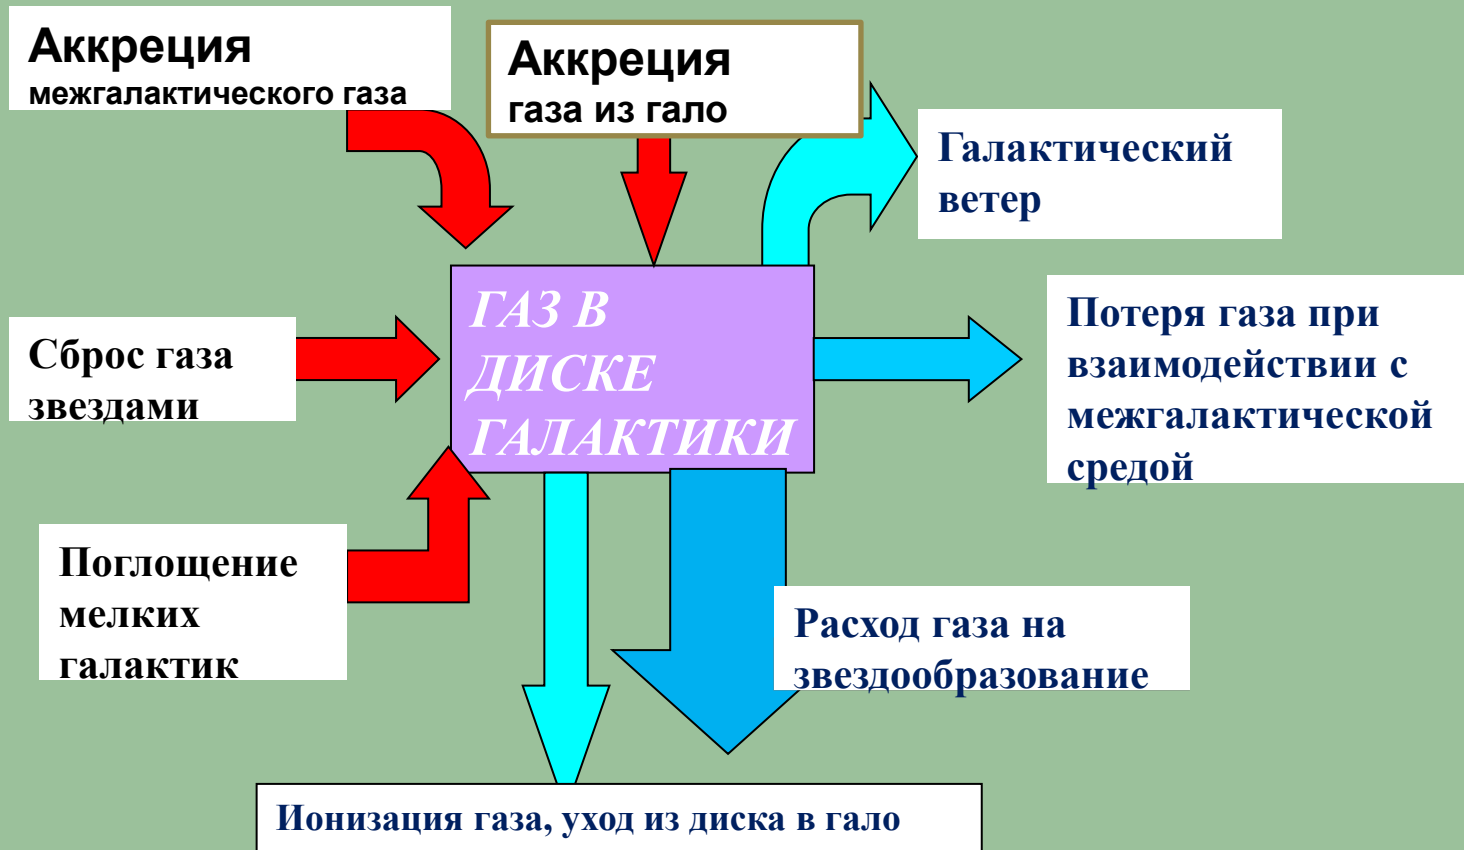 Аккреция
межгалактического газа
Аккреция
газа из гало
Галактический
ветер
ГАЗ В
ДИСКЕ
ГАЛАКТИКИ
Сброс газа
звездами
Потеря газа при
взаимодействии с
межгалактической
средой
Поглощение
мелких
галактик
Расход газа на
звездообразование
Ионизация газа, уход из диска в гало